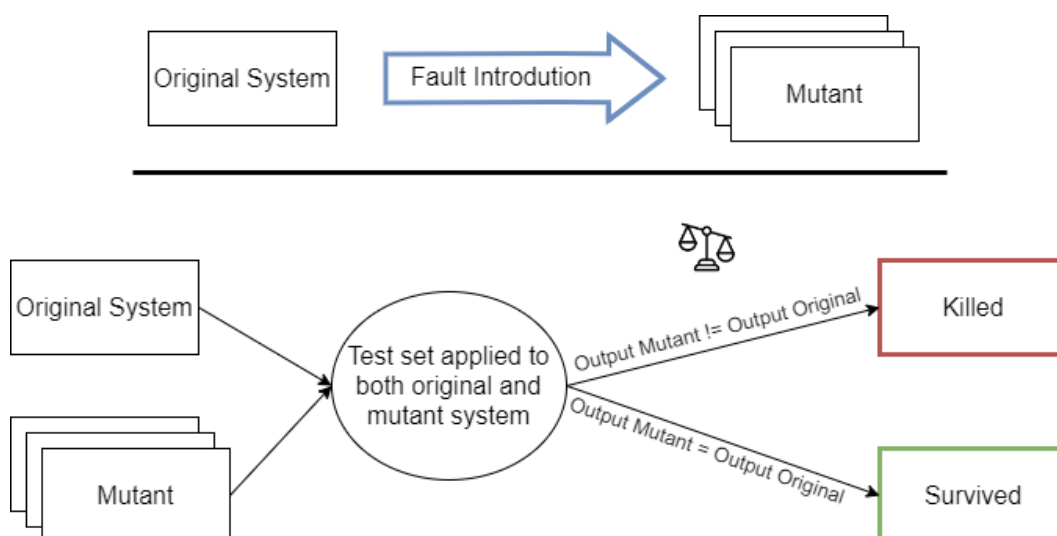 Original System
Fault Introdution
Mutant
Original System
Mutant
Test set applied to
both original and
mutant system
Output Mutant != Output Original
Output Mutant = Output Original
Killed
Survived